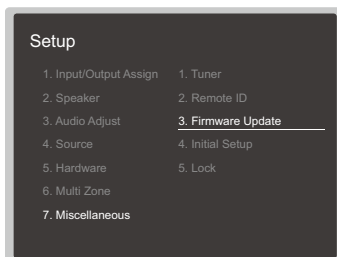 Setup
1. Input/Output Assign
2. Speaker
3. Audio Adjust
4. Source
5. Hardware
6. Multi Zone
7. Miscellaneous
1. Tuner
2. Remote ID
3. Firmware Update
4. Initial Setup
5. Lock